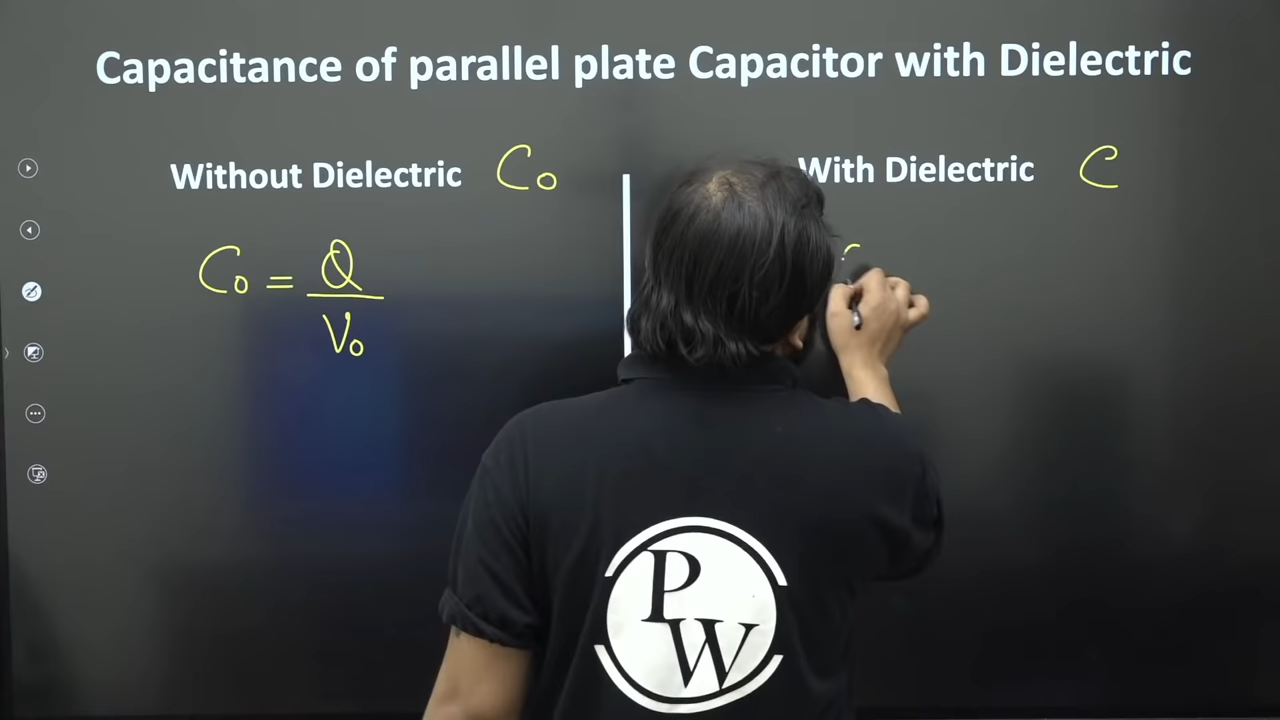 Capacitance of parallel plate Capacitor with Dielectric
Without Dielectric C₀
With Dielectric C
C₀ = Q / V₀
PW